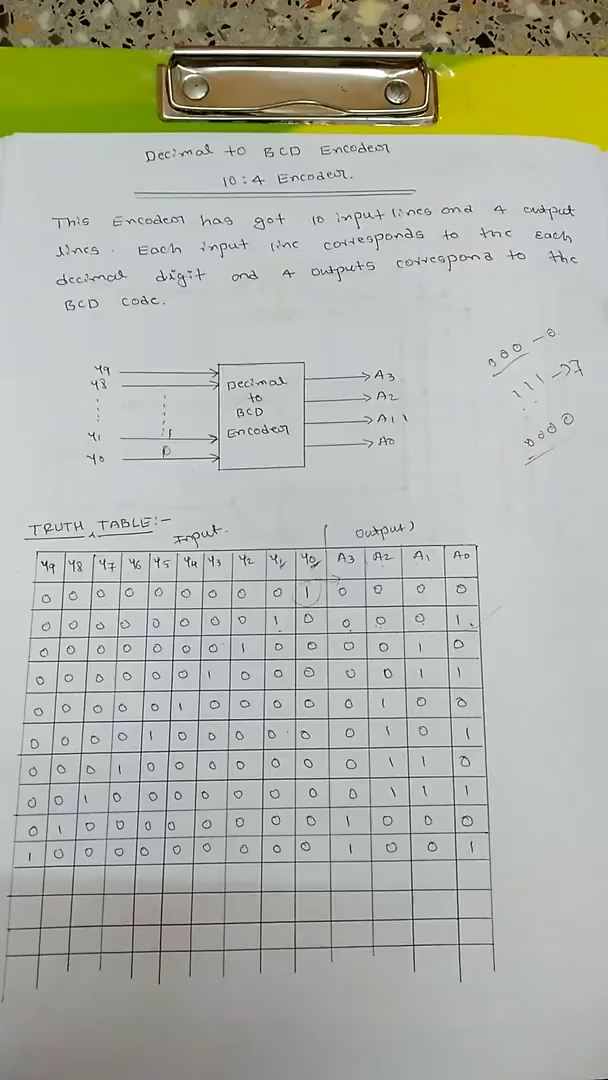 Decimal to BCD Encoder
10:4 Encoder.
This Encoder has got 10 input lines and 4 output
lines. Each input line corresponds to the Each
decimal digit and 4 outputs correspond to the
BCD code.
Y9
Y8
Y1
Y0
1
0
Decimal
to
BCD
Encoder
A3
A2
A1
A0
000-0
111->7
0000
TRUTH TABLE:-
Input. (Output)
Y9 Y8 Y7 Y6 Y5 Y4 Y3 Y2 Y1 Y0 A3 A2 A1 A0
0 0 0 0 0 0 0 0 0 1 0 0 0 0
0 0 0 0 0 0 0 0 1 0 0 0 0 1
0 0 0 0 0 0 0 1 0 0 0 0 1 0
0 0 0 0 0 0 1 0 0 0 0 0 1 1
0 0 0 0 0 1 0 0 0 0 0 1 0 0
0 0 0 0 1 0 0 0 0 0 0 1 0 1
0 0 0 1 0 0 0 0 0 0 0 1 1 0
0 0 1 0 0 0 0 0 0 0 0 1 1 1
0 1 0 0 0 0 0 0 0 0 1 0 0 0
1 0 0 0 0 0 0 0 0 0 1 0 0 1